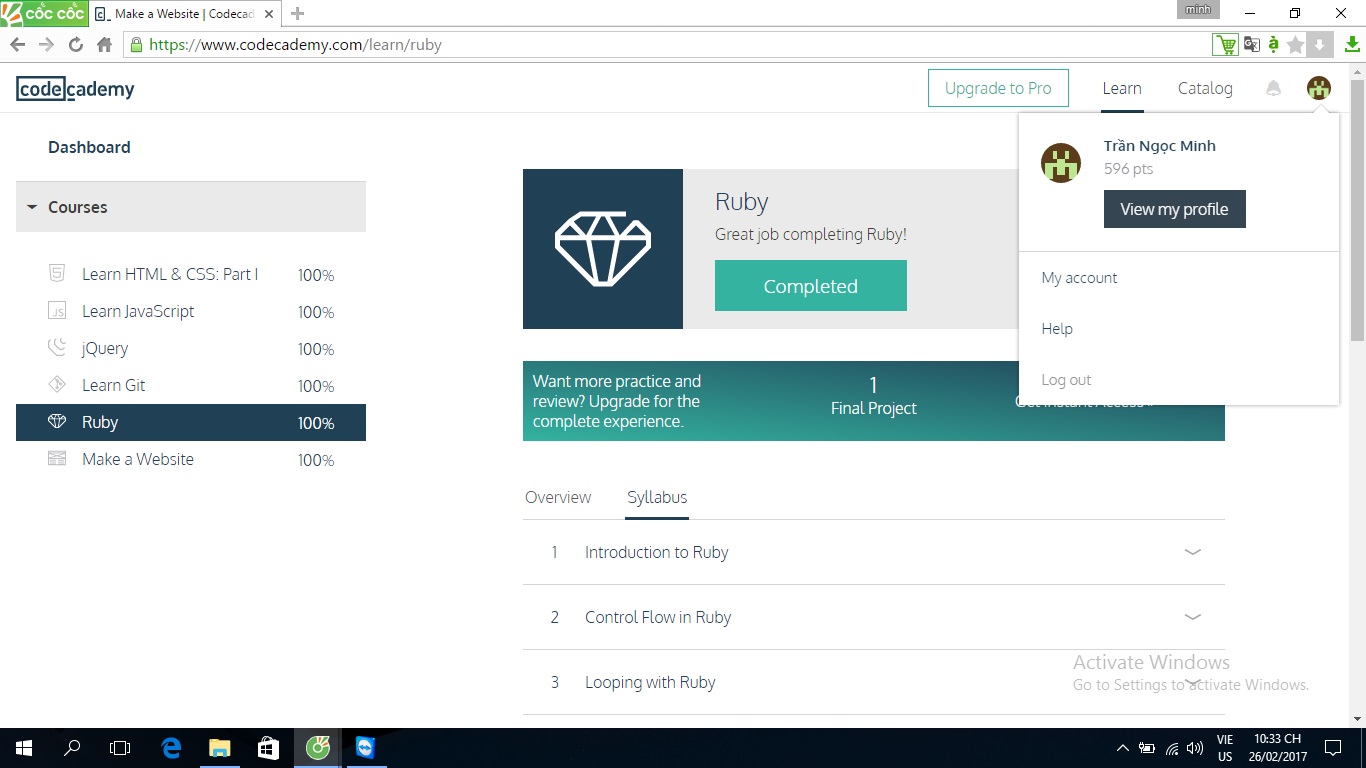 CỐC CỐC
Make a Website | Codecad
minh
https://www.codecademy.com/learn/ruby
codecademy
Upgrade to Pro
Learn
Catalog
Dashboard
Trần Ngọc Minh
596 pts
View my profile
My account
Help
Log out
Courses
Learn HTML & CSS: Part I 100%
Learn JavaScript 100%
jQuery 100%
Learn Git 100%
Ruby 100%
Make a Website 100%
Ruby
Great job completing Ruby!
Completed
Want more practice and
review? Upgrade for the
complete experience.
1
Final Project
Get Instant Access
Overview
Syllabus
1 Introduction to Ruby
2 Control Flow in Ruby
3 Looping with Ruby
Activate Windows
Go to Settings to activate Windows.
VIE
US
10:33 CH
26/02/2017